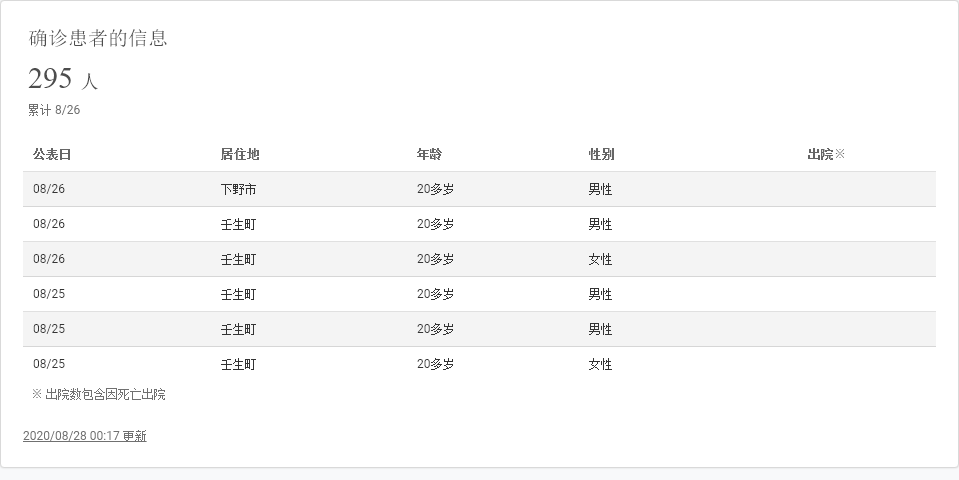 确诊患者的信息
295 人
累计 8/26
公表日 居住地 年龄 性别 出院※
08/26 下野市 20多岁 男性
08/26 壬生町 20多岁 男性
08/26 壬生町 20多岁 女性
08/25 壬生町 20多岁 男性
08/25 壬生町 20多岁 男性
08/25 壬生町 20多岁 女性
※ 出院数包含因死亡出院
2020/08/28 00:17 更新